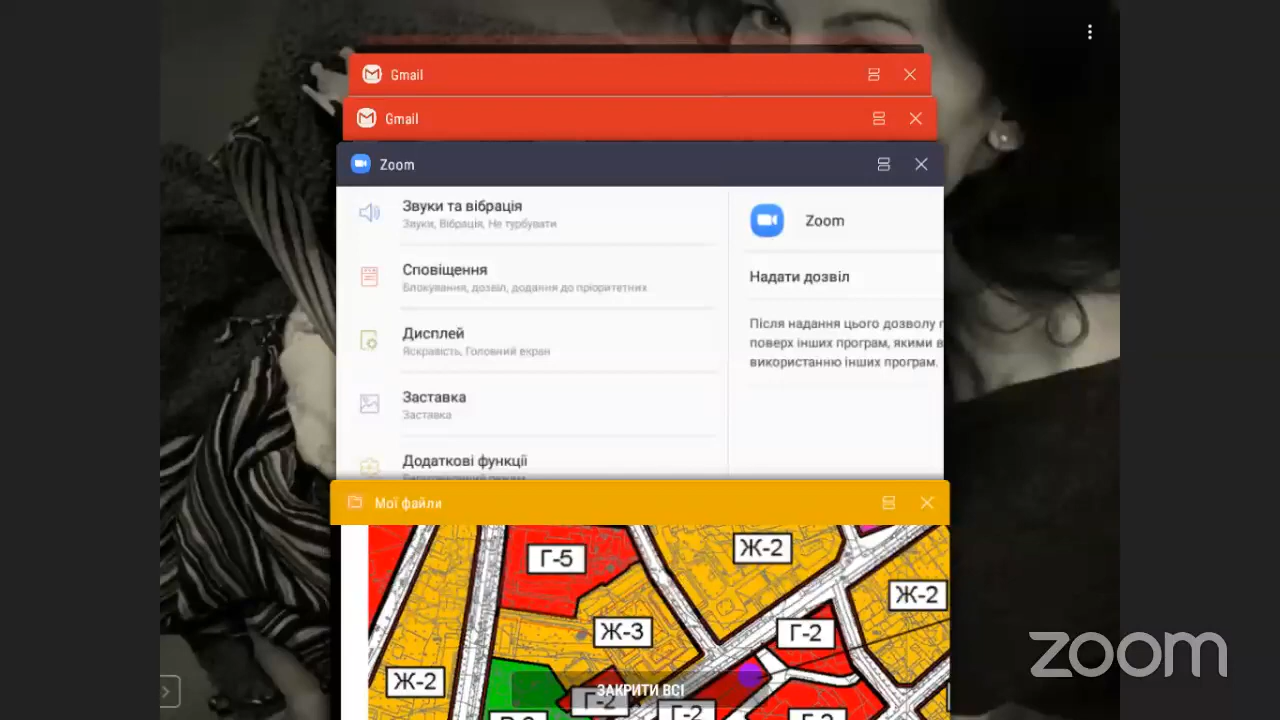 Gmail
Gmail
Zoom
Звуки та вібрація
Звуки, Вібрація, Не турбувати
Сповіщення
Блокування, дозвіл, додання до пріоритетних
Дисплей
Яскравість, Головний екран
Заставка
Заставка
Додаткові функції
Zoom
Надати дозвіл
Після надання цього дозволу
поверх інших програм, якими
використанню інших програм.
Мої файли
Г-5
Ж-2
Ж-2
Ж-3
Г-2
Ж-2
Г-2
ЗАКРИТИ ВСІ
Г-2
zoom